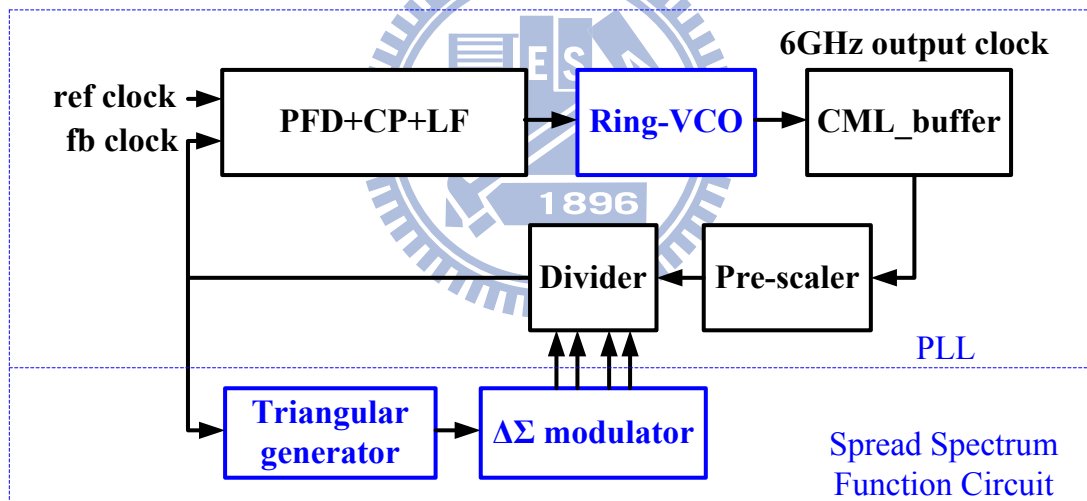 6GHz output clock
ref clock
fb clock
PFD+CP+LF
Ring-VCO
CML_buffer
E S
1896
Divider
Pre-scaler
PLL
Triangular
generator
ΔΣ modulator
Spread Spectrum
Function Circuit